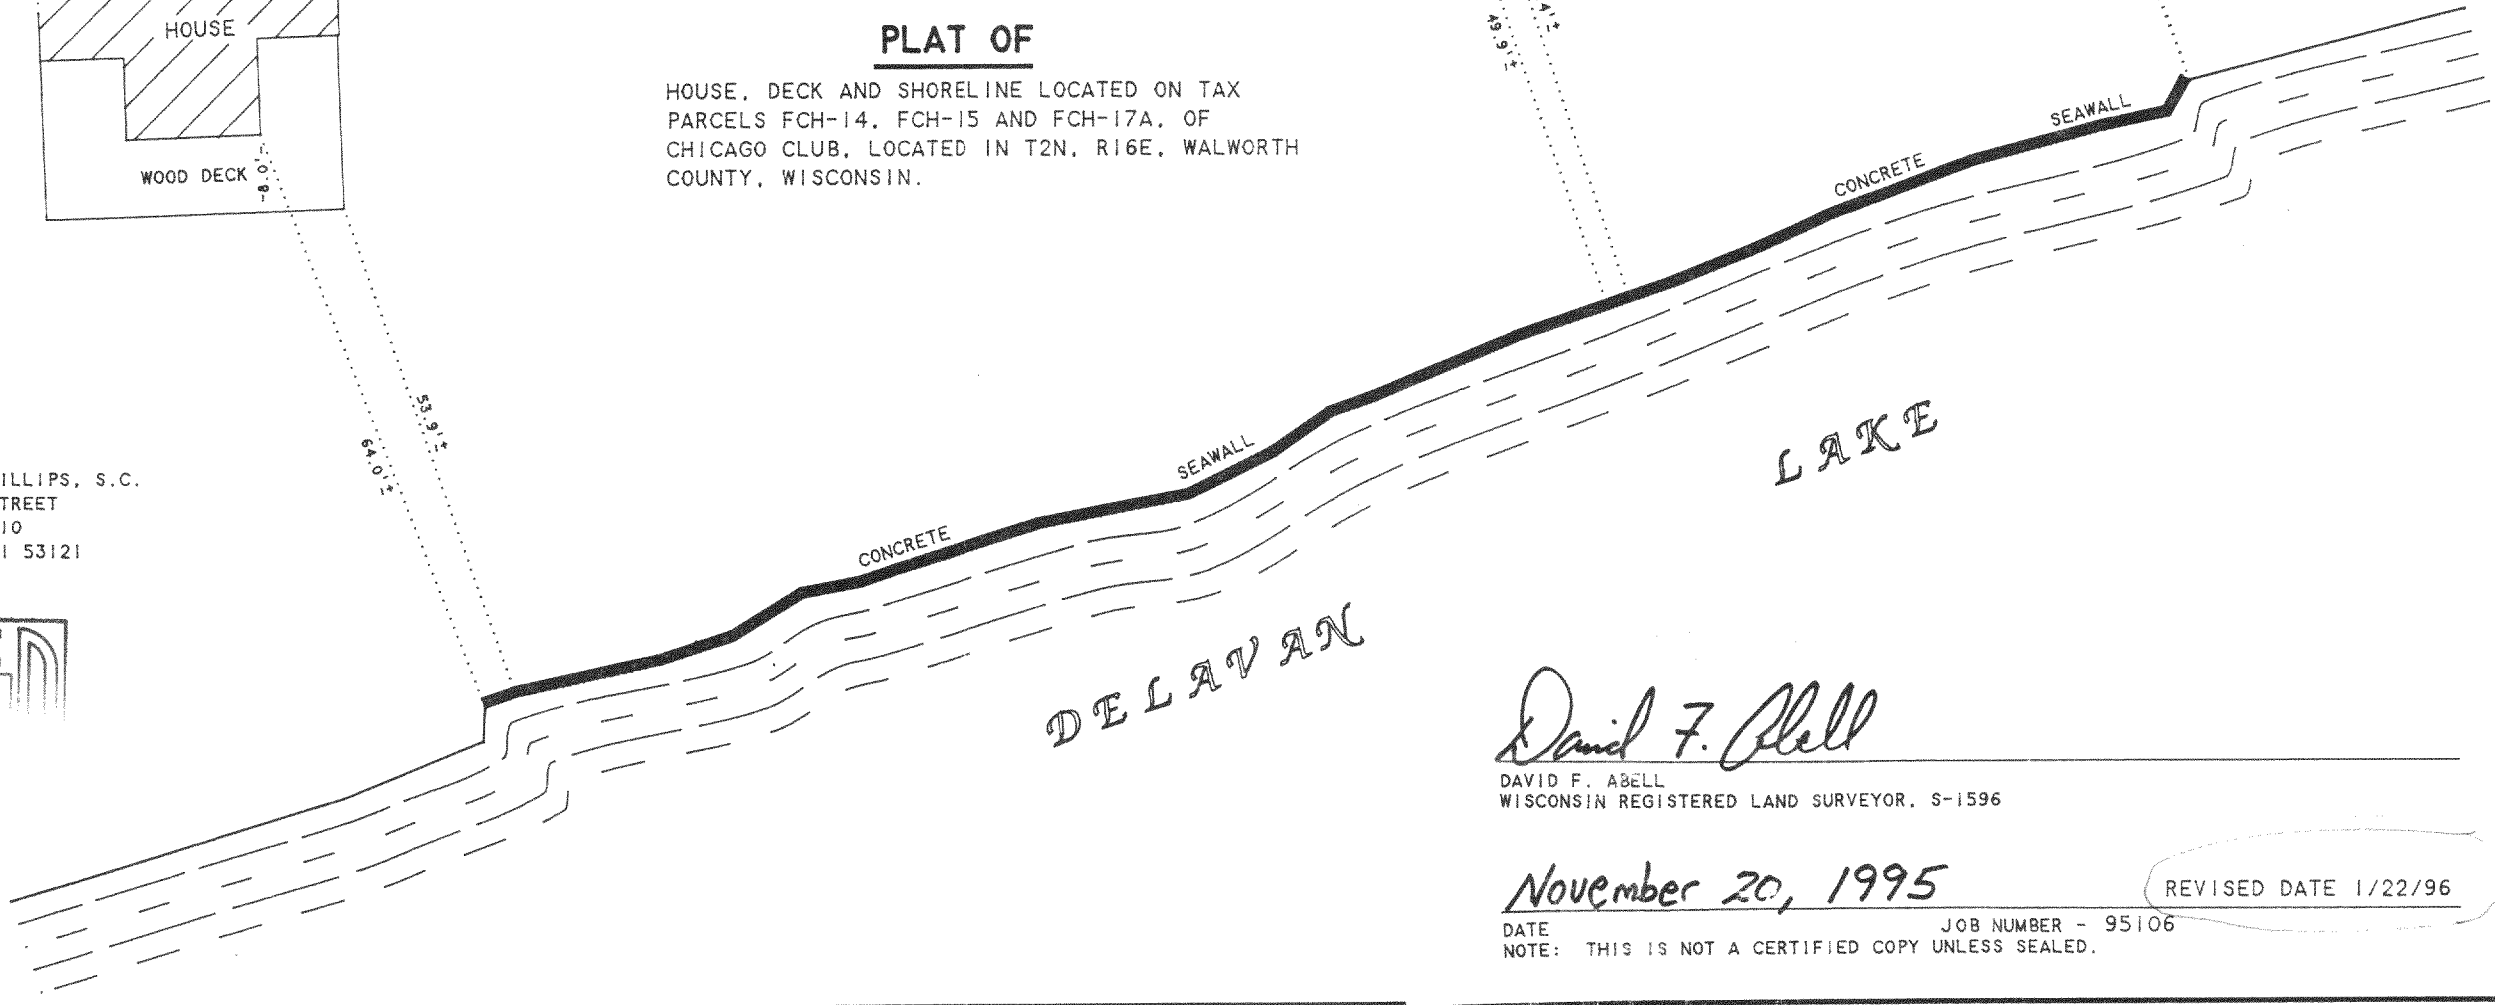 HOUSE
WOOD DECK
-8.0'-
PLAT OF
HOUSE, DECK AND SHORELINE LOCATED ON TAX
PARCELS FCH-14, FCH-15 AND FCH-17A, OF
CHICAGO CLUB, LOCATED IN T2N, R16E, WALWORTH
COUNTY, WISCONSIN.
49.9'±
4'±
SEAWALL
CONCRETE
53.9'±
64.0'±
SEAWALL
CONCRETE
LAKE
DELAVAN
ILLIPS, S.C.
TREET
10
I 53121
David F. Abell
DAVID F. ABELL
WISCONSIN REGISTERED LAND SURVEYOR, S-1596
November 20, 1995
REVISED DATE 1/22/96
DATE JOB NUMBER - 95106
NOTE: THIS IS NOT A CERTIFIED COPY UNLESS SEALED.